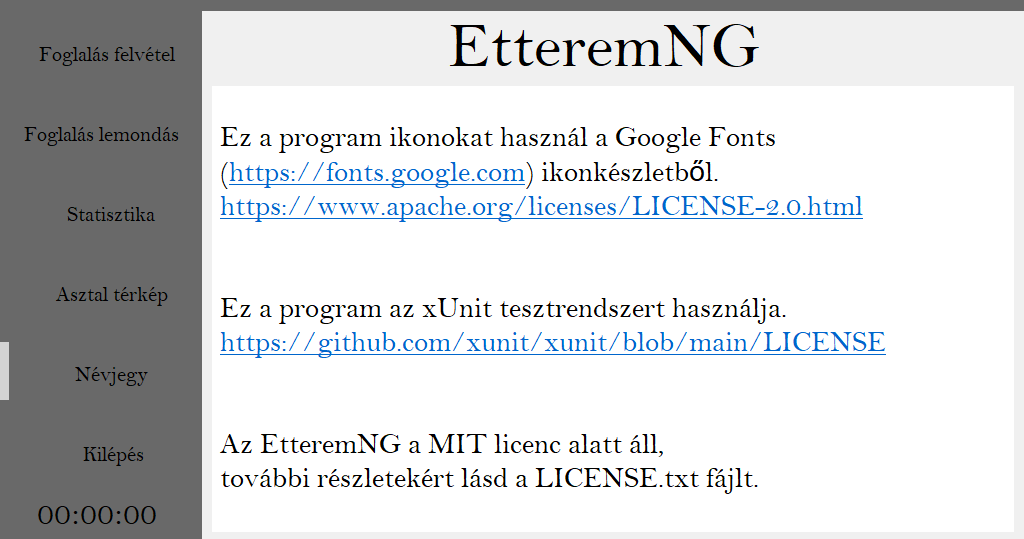 Foglalás felvétel
Foglalás lemondás
Statisztika
Asztal térkép
Névjegy
Kilépés
00:00:00
EtteremNG
Ez a program ikonokat használ a Google Fonts
(https://fonts.google.com) ikonkészletből.
https://www.apache.org/licenses/LICENSE-2.0.html
Ez a program az xUnit tesztrendszert használja.
https://github.com/xunit/xunit/blob/main/LICENSE
Az EtteremNG a MIT licenc alatt áll,
további részletekért lásd a LICENSE.txt fájlt.